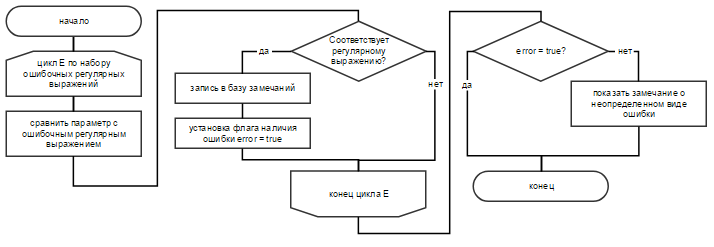 начало
цикл E по набору
ошибочных регулярных
выражений
сравнить параметр с
ошибочным регулярным
выражением
Соответствует
регулярному
выражению?
да
нет
запись в базу замечаний
установка флага наличия
ошибки error = true
конец цикла E
error = true?
да
нет
показать замечание о
неопределенном виде
ошибки
конец